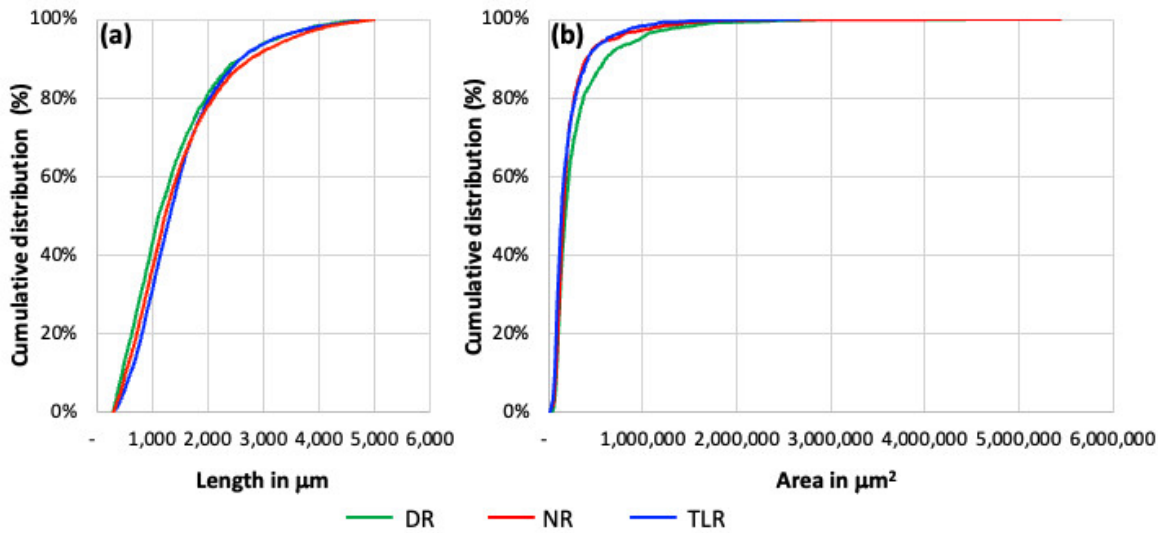 (a)
Cumulative distribution (%)
100%
80%
60%
40%
20%
0%
- 1,000 2,000 3,000 4,000 5,000 6,000
Length in µm
(b)
Cumulative distribution (%)
100%
80%
60%
40%
20%
0%
- 1,000,000 2,000,000 3,000,000 4,000,000 5,000,000 6,000,000
Area in µm²
DR NR TLR